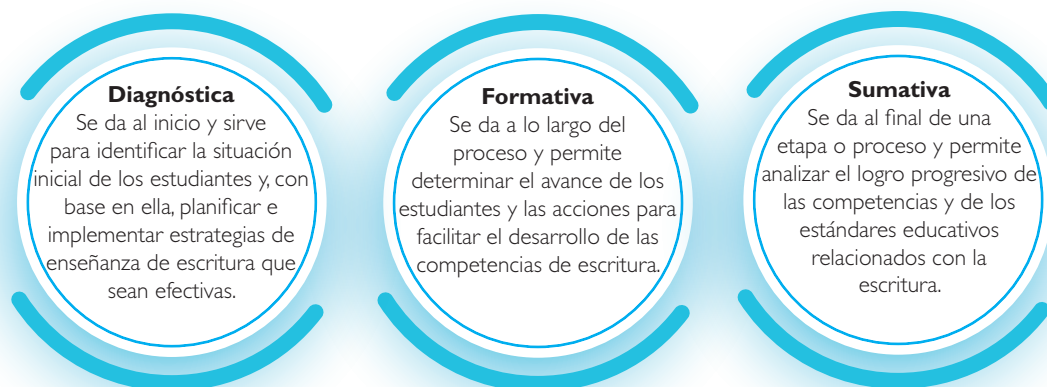 Diagnóstica
Se da al inicio y sirve
para identificar la situación
inicial de los estudiantes y, con
base en ella, planificar e
implementar estrategias de
enseñanza de escritura que
sean efectivas.
Formativa
Se da a lo largo del
proceso y permite
determinar el avance de los
estudiantes y las acciones para
facilitar el desarrollo de las
competencias de escritura.
Sumativa
Se da al final de una
etapa o proceso y permite
analizar el logro progresivo de
las competencias y de los
estándares educativos
relacionados con la
escritura.